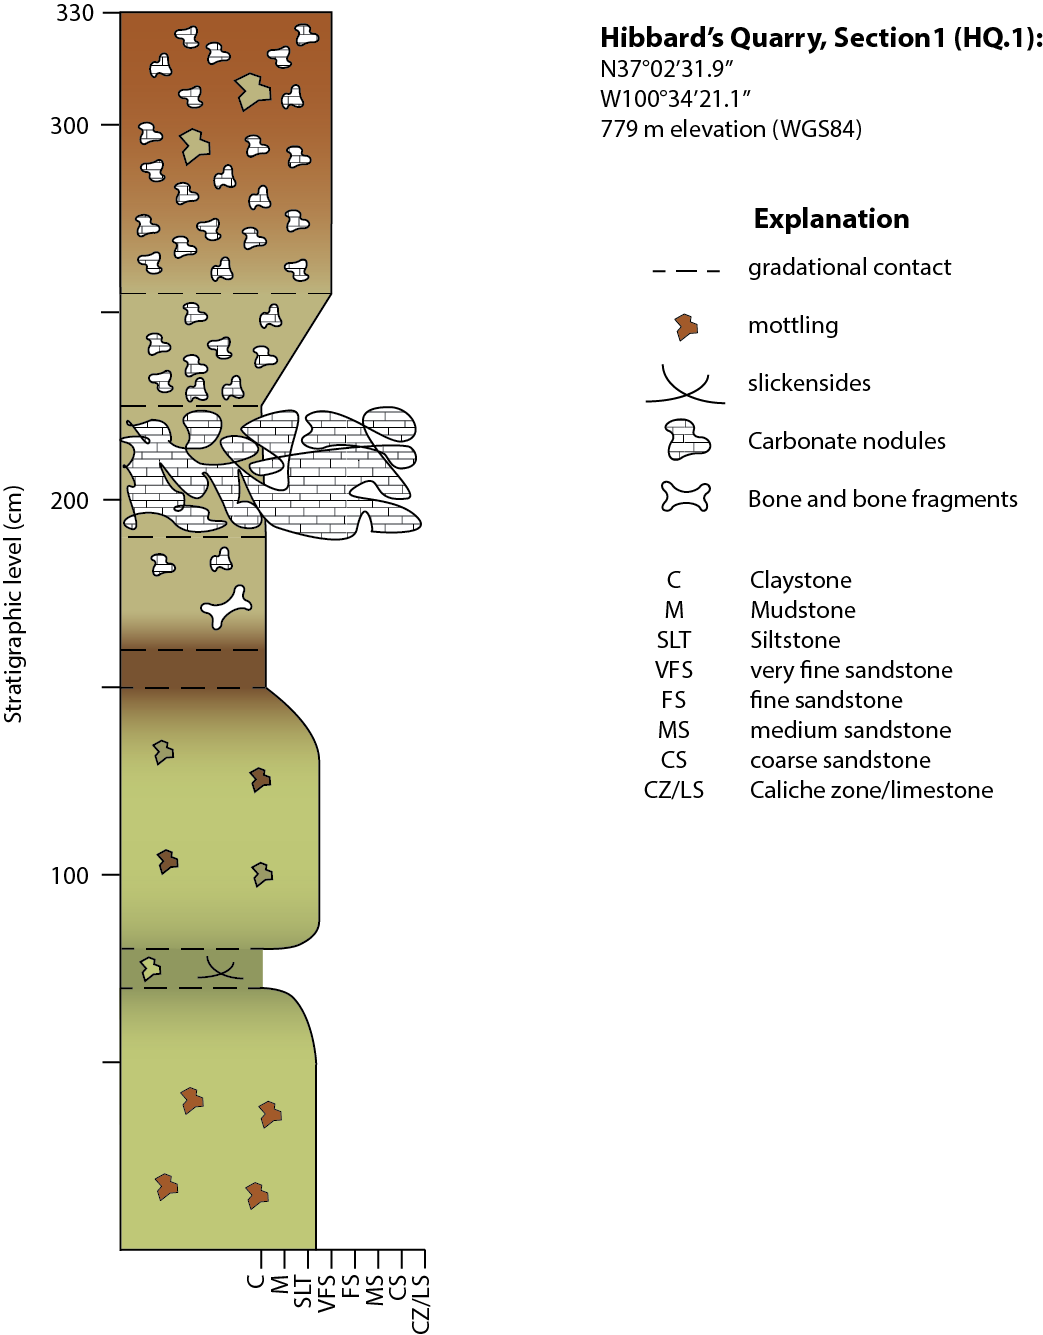 330
300
200
100
Stratigraphic level (cm)
C
M
SLT
VFS
FS
MS
CS
CZ/LS
Hibbard’s Quarry, Section1 (HQ.1):
N37°02’31.9”
W100°34’21.1”
779 m elevation (WGS84)
Explanation
gradational contact
mottling
slickensides
Carbonate nodules
Bone and bone fragments
C Claystone
M Mudstone
SLT Siltstone
VFS very fine sandstone
FS fine sandstone
MS medium sandstone
CS coarse sandstone
CZ/LS Caliche zone/limestone